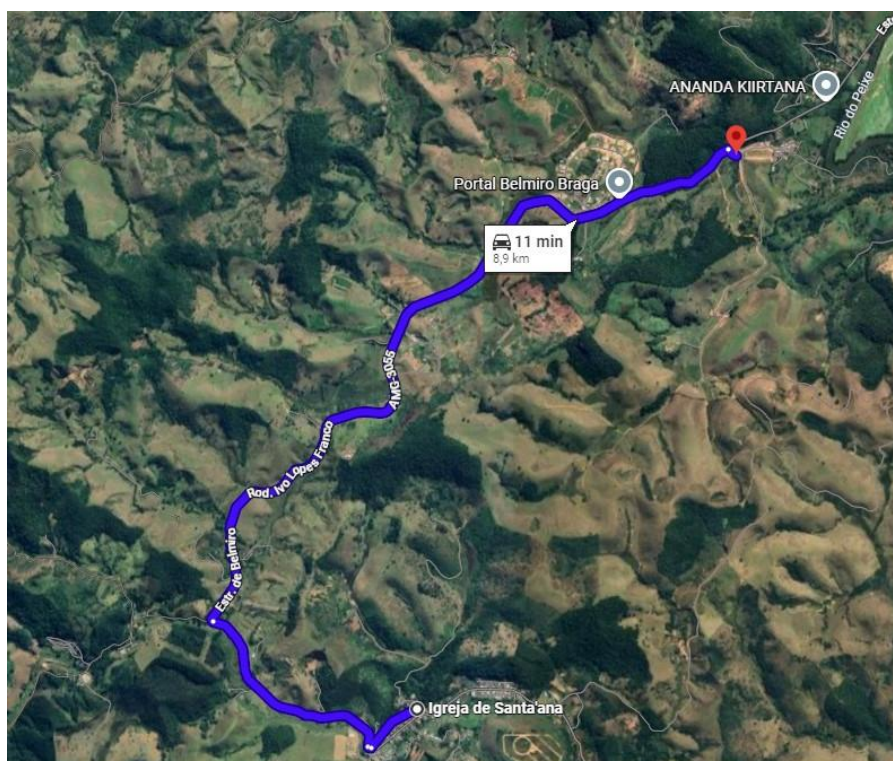 Est
ANANDA KIIRTANA
Rio do Peixe
Portal Belmiro Braga
11 min
8,9 km
AMG-3055
Rod. Ivo Lopes Franco
Estr. de Belmiro
Igreja de Santa'ana